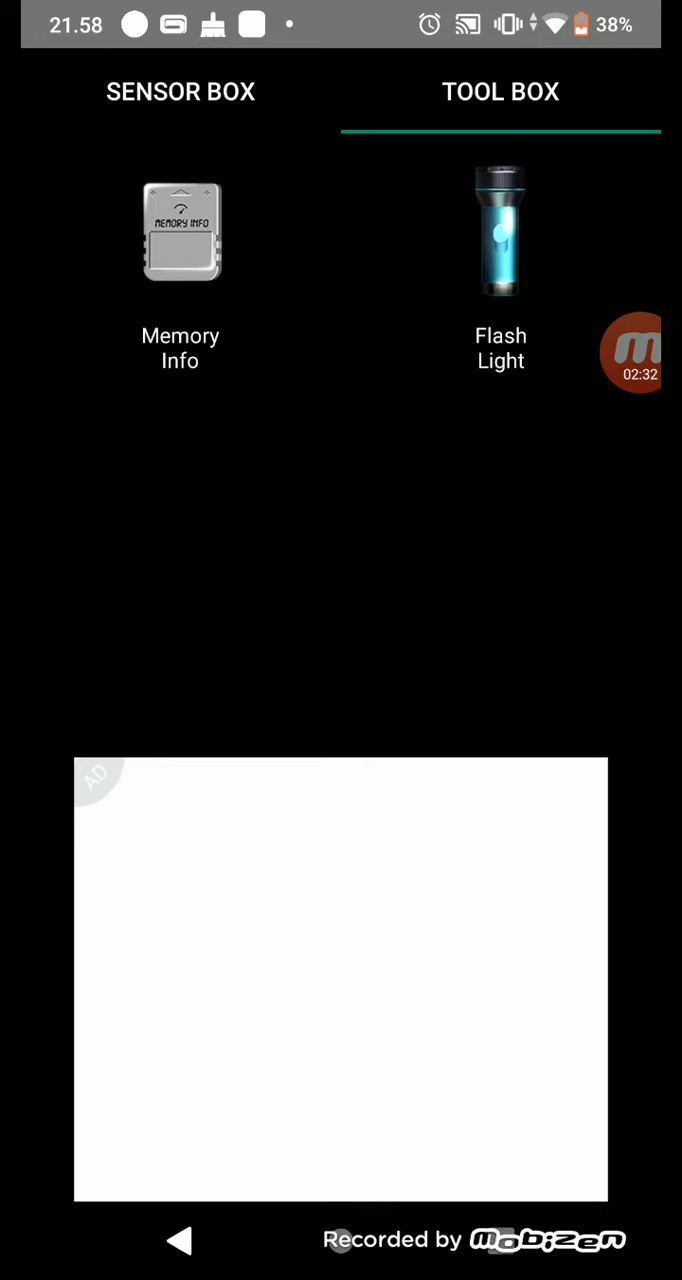 21.58
38%
SENSOR BOX
TOOL BOX
MEMORY INFO
Memory
Info
Flash
Light
02:32
AD
Recorded by Mobizen